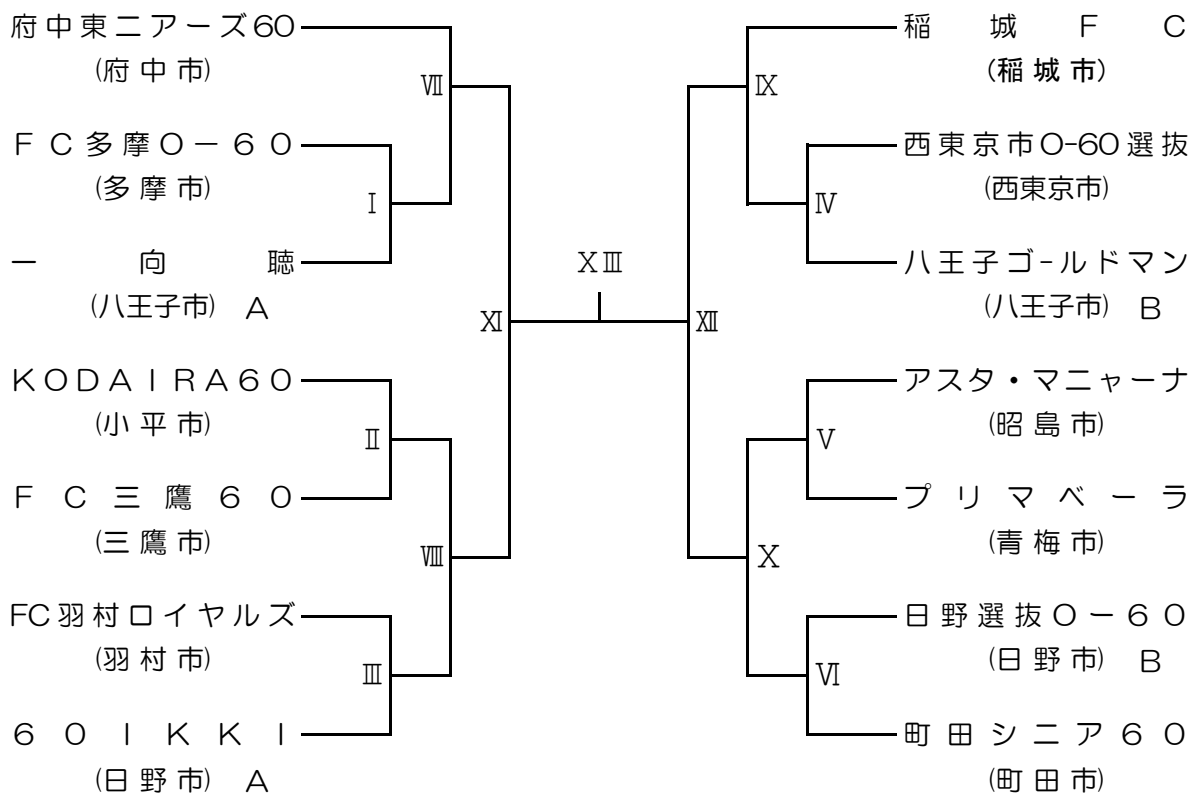 府中東ニアーズ60
(府中市)
Ⅶ
FC多摩O－60
(多摩市)
Ⅰ
一向聴
(八王子市) A
Ⅺ
KODAIRA60
(小平市)
Ⅱ
FC三鷹60
(三鷹市)
Ⅷ
FC羽村ロイヤルズ
(羽村市)
Ⅲ
60IKKI
(日野市) A
ⅩⅢ
稲城FC
(稲城市)
Ⅸ
西東京市O-60選抜
(西東京市)
Ⅳ
八王子ゴールドマン
(八王子市) B
Ⅻ
アスタ・マニャーナ
(昭島市)
Ⅴ
プリマベーラ
(青梅市)
Ⅹ
日野選抜O－60
(日野市) B
Ⅵ
町田シニア60
(町田市)